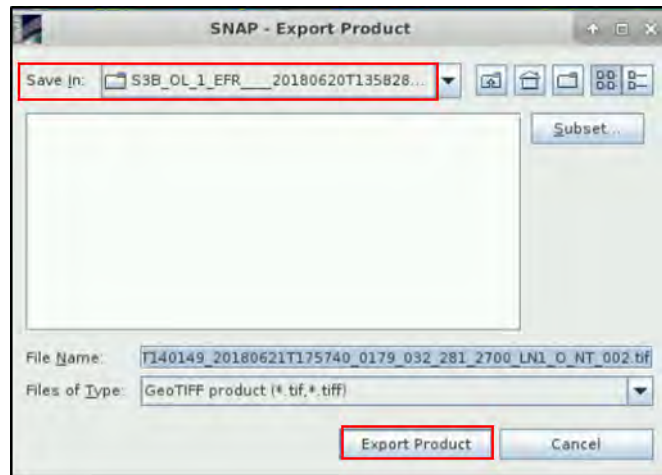 SNAP - Export Product
Save In: S3B_OL_1_EFR____20180620T135828...
Subset...
File Name: T140149_20180621T175740_0179_032_281_2700_LN1_O_NT_002.tif
Files of Type: GeoTIFF product (*.tif,*.tiff)
Export Product Cancel